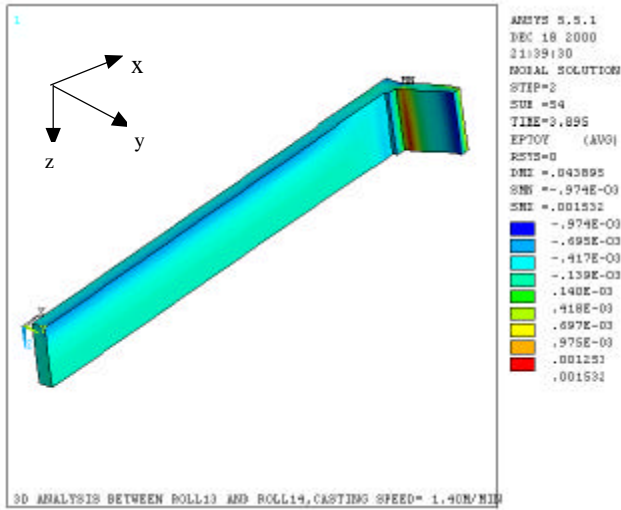 1
x
y
z
MN
ANSYS 5.5.1
DEC 18 2000
21:39:30
NODAL SOLUTION
STEP=2
SUB =54
TIME=3.895
EPTOY (AVG)
RSYS=0
DMX =.043895
SMN =-.974E-03
SMX =.001532
-.974E-03
-.695E-03
-.417E-03
-.139E-03
.140E-03
.418E-03
.697E-03
.975E-03
.001253
.001532
3D ANALYSIS BETWEEN ROLL13 AND ROLL14,CASTING SPEED= 1.40M/MIN